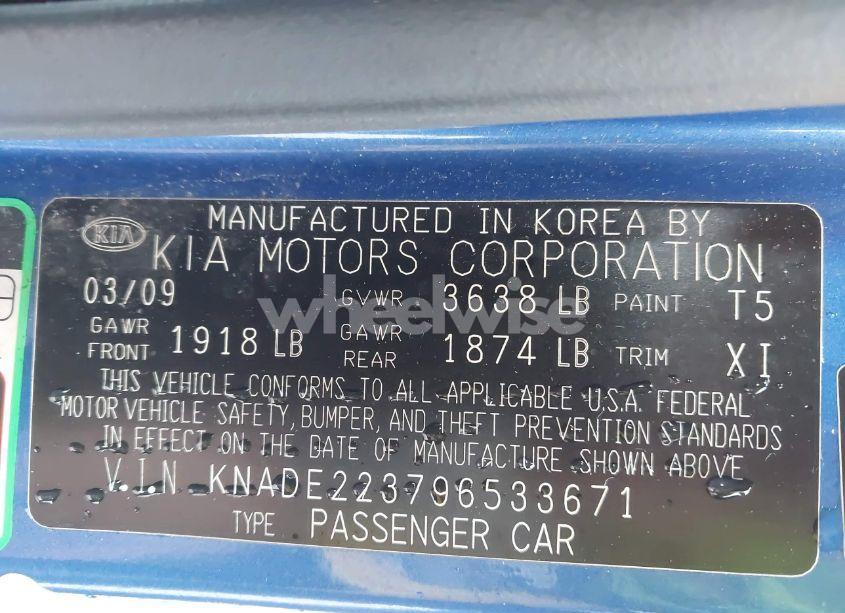 MANUFACTURED IN KOREA BY
KIA KIA MOTORS CORPORATION
03/09 GVWR 3638 LB PAINT T5
wheelwise
GAWR FRONT 1918 LB GAWR REAR 1874 LB TRIM XI
THIS VEHICLE CONFORMS TO ALL APPLICABLE U.S.A. FEDERAL
MOTOR VEHICLE SAFETY, BUMPER, AND THEFT PREVENTION STANDARDS
IN EFFECT ON THE DATE OF MANUFACTURE SHOWN ABOVE
V.I.N KNADE223796533671
TYPE PASSENGER CAR